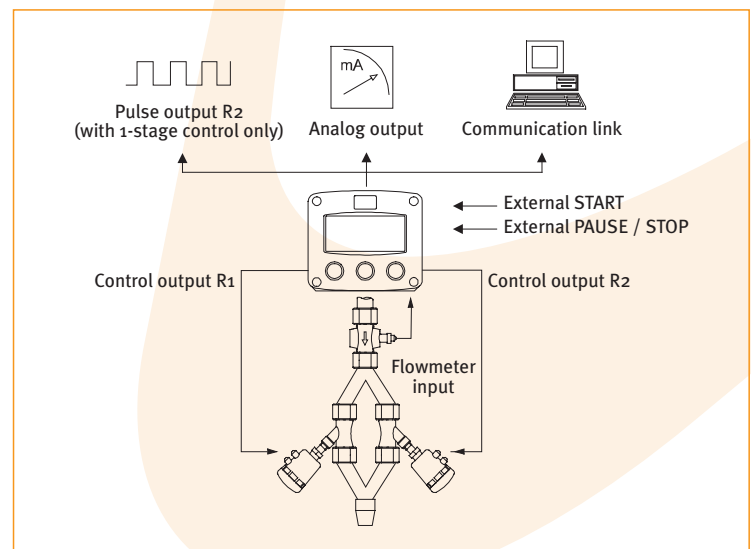 mA
Pulse output R2
(with 1-stage control only)
Analog output
Communication link
External START
External PAUSE / STOP
Control output R1
Control output R2
Flowmeter
input